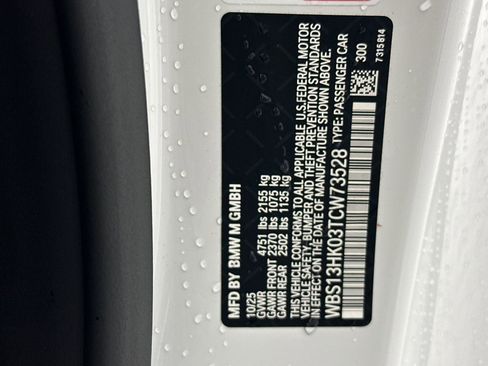 MFD BY BMW M GMBH
10/25
GVWR 4751 lbs 2155 kg
GAWR FRONT 2370 lbs 1075 kg
GAWR REAR 2502 lbs 1135 kg
THIS VEHICLE CONFORMS TO ALL APPLICABLE U.S.FEDERAL MOTOR
VEHICLE SAFETY, BUMPER AND THEFT PREVENTION STANDARDS
IN EFFECT ON THE DATE OF MANUFACTURE SHOWN ABOVE.
WBS13HK03TCW73528 TYPE: PASSENGER CAR
300
7 315 814